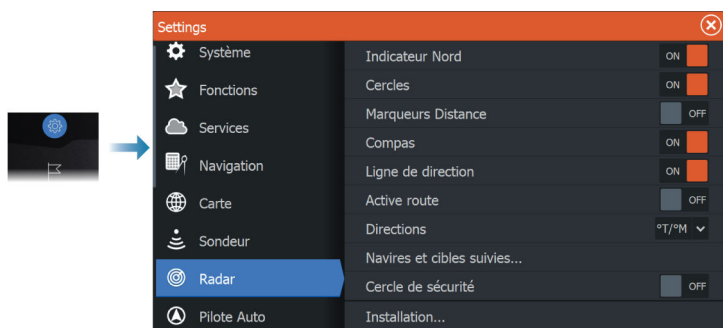 Settings
Système
Fonctions
Services
Navigation
Carte
Sondeur
Radar
Pilote Auto
Indicateur Nord ON
Cercles ON
Marqueurs Distance OFF
Compas ON
Ligne de direction ON
Active route OFF
Directions °T/°M
Navires et cibles suivies...
Cercle de sécurité OFF
Installation...